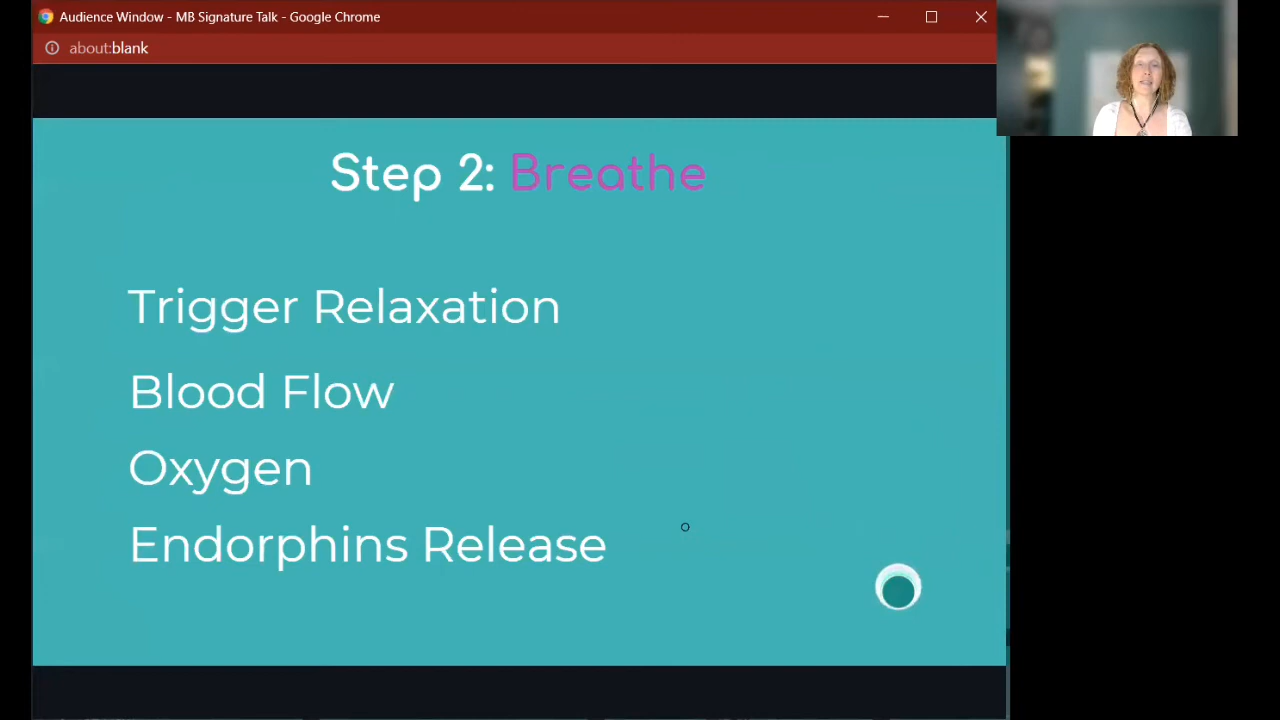 Audience Window - MB Signature Talk - Google Chrome
about:blank
Step 2: Breathe
Trigger Relaxation
Blood Flow
Oxygen
Endorphins Release